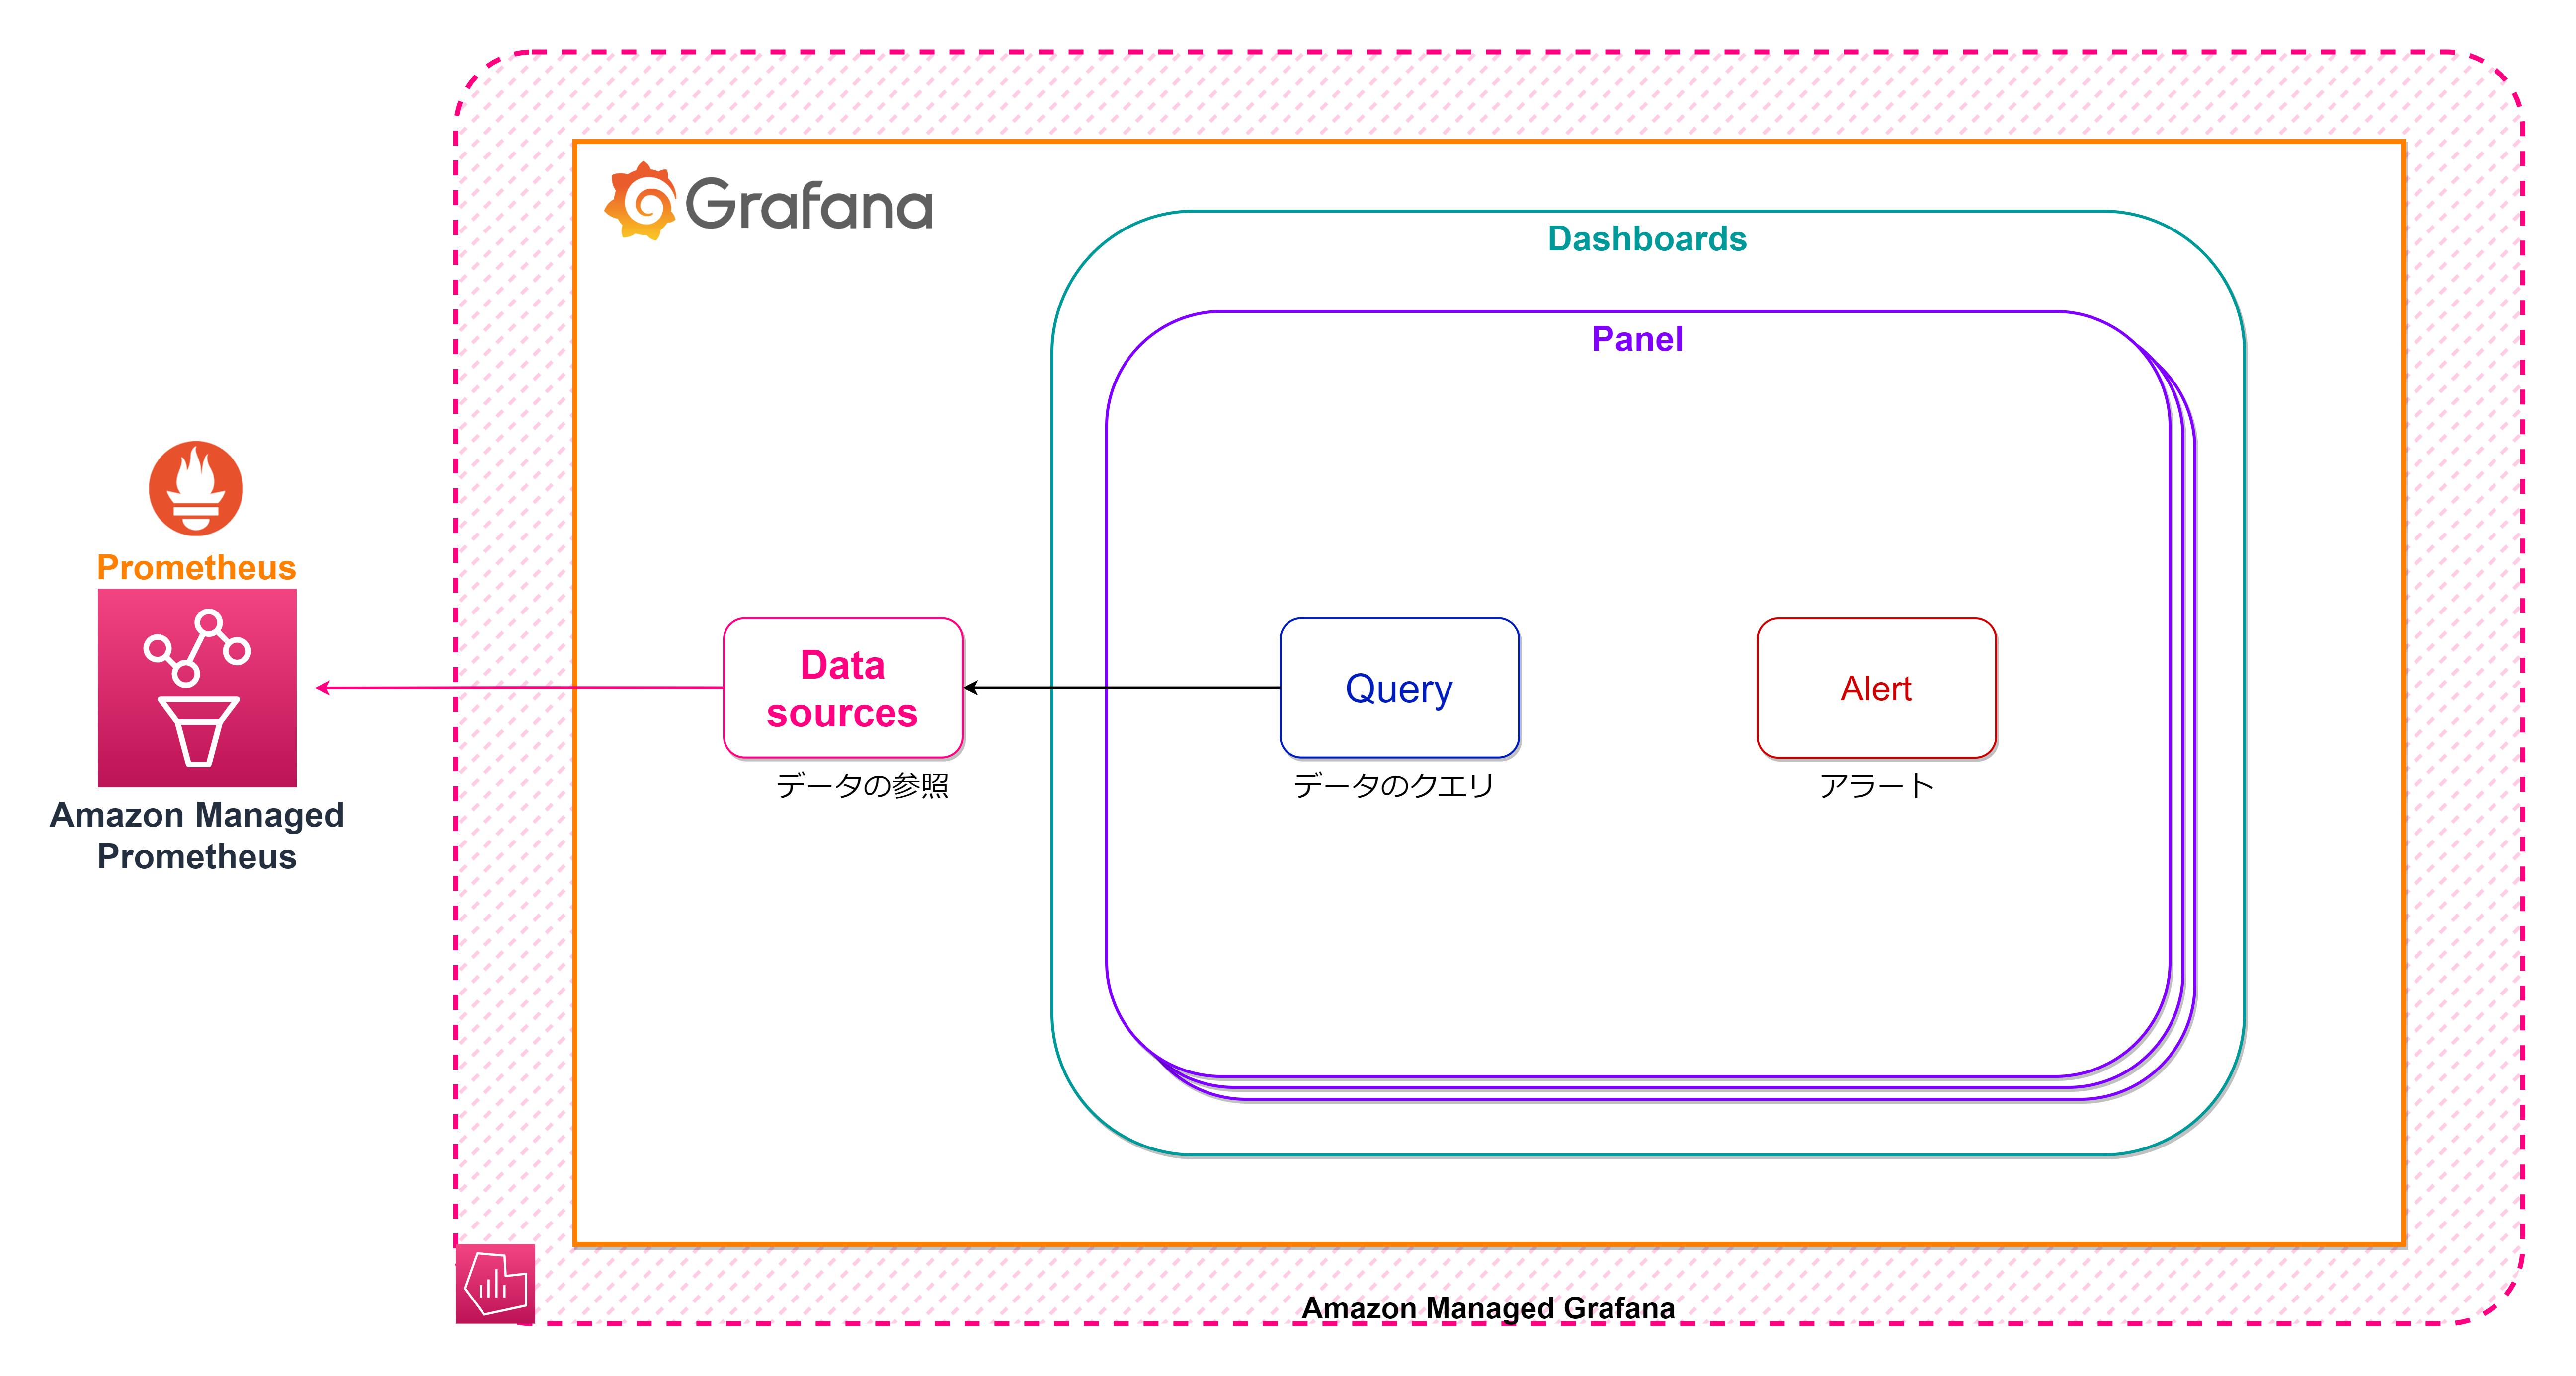 Grafana
Dashboards
Panel
Prometheus
Amazon Managed
Prometheus
Data
sources
データの参照
Query
データのクエリ
Alert
アラート
Amazon Managed Grafana